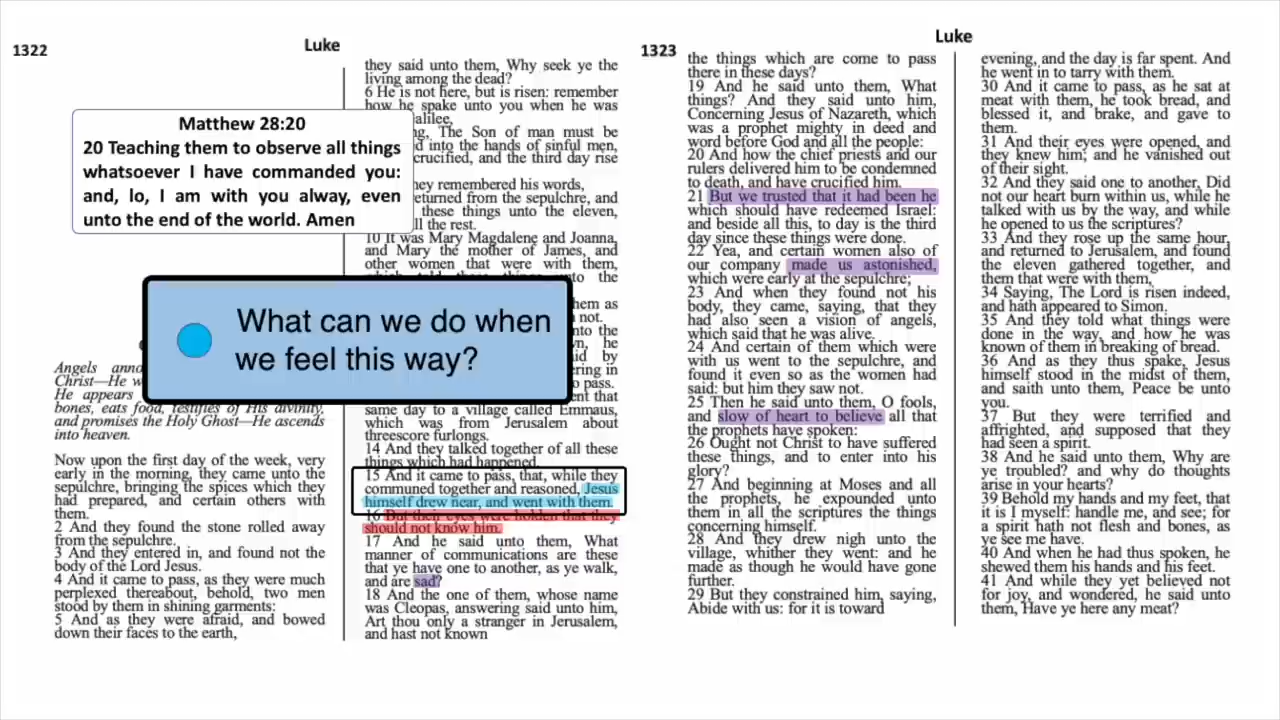 1322
Luke
Matthew 28:20
20 Teaching them to observe all things
whatsoever I have commanded you:
and, lo, I am with you alway, even
unto the end of the world. Amen
What can we do when
we feel this way?
Angels anno
Christ—He w
He appears
bones, eats food, testifies of His divinity,
and promises the Holy Ghost—He ascends
into heaven.
Now upon the first day of the week, very
early in the morning, they came unto the
sepulchre, bringing the spices which they
had prepared, and certain others with
them.
2 And they found the stone rolled away
from the sepulchre.
3 And they entered in, and found not the
body of the Lord Jesus.
4 And it came to pass, as they were much
perplexed thereabout, behold, two men
stood by them in shining garments:
5 And as they were afraid, and bowed
down their faces to the earth,
they said unto them, Why seek ye the
living among the dead?
6 He is not here, but is risen: remember
how he spake unto you when he was
alilee,
ng, The Son of man must be
d into the hands of sinful men,
crucified, and the third day rise
hey remembered his words,
eturned from the sepulchre, and
these things unto the eleven,
ll the rest.
10 It was Mary Magdalene and Joanna,
and Mary the mother of James, and
other women that were with them,
which told these things unto the
em as
not.
nto the
n, he
id by
ering in
o pass.
ent that
same day to a village called Emmaus,
which was from Jerusalem about
threescore furlongs.
14 And they talked together of all these
things which had happened.
15 And it came to pass, that, while they
communed together and reasoned, Jesus
himself drew near, and went with them.
16 But their eyes were holden that they
should not know him.
17 And he said unto them, What
manner of communications are these
that ye have one to another, as ye walk,
and are sad?
18 And the one of them, whose name
was Cleopas, answering said unto him,
Art thou only a stranger in Jerusalem,
and hast not known
1323
Luke
the things which are come to pass
there in these days?
19 And he said unto them, What
things? And they said unto him,
Concerning Jesus of Nazareth, which
was a prophet mighty in deed and
word before God and all the people:
20 And how the chief priests and our
rulers delivered him to be condemned
to death, and have crucified him.
21 But we trusted that it had been he
which should have redeemed Israel:
and beside all this, to day is the third
day since these things were done.
22 Yea, and certain women also of
our company made us astonished,
which were early at the sepulchre;
23 And when they found not his
body, they came, saying, that they
had also seen a vision of angels,
which said that he was alive.
24 And certain of them which were
with us went to the sepulchre, and
found it even so as the women had
said: but him they saw not.
25 Then he said unto them, O fools,
and slow of heart to believe all that
the prophets have spoken:
26 Ought not Christ to have suffered
these things, and to enter into his
glory?
27 And beginning at Moses and all
the prophets, he expounded unto
them in all the scriptures the things
concerning himself.
28 And they drew nigh unto the
village, whither they went: and he
made as though he would have gone
further.
29 But they constrained him, saying,
Abide with us: for it is toward
evening, and the day is far spent. And
he went in to tarry with them.
30 And it came to pass, as he sat at
meat with them, he took bread, and
blessed it, and brake, and gave to
them.
31 And their eyes were opened, and
they knew him; and he vanished out
of their sight.
32 And they said one to another, Did
not our heart burn within us, while he
talked with us by the way, and while
he opened to us the scriptures?
33 And they rose up the same hour,
and returned to Jerusalem, and found
the eleven gathered together, and
them that were with them,
34 Saying, The Lord is risen indeed,
and hath appeared to Simon.
35 And they told what things were
done in the way, and how he was
known of them in breaking of bread.
36 And as they thus spake, Jesus
himself stood in the midst of them,
and saith unto them, Peace be unto
you.
37 But they were terrified and
affrighted, and supposed that they
had seen a spirit.
38 And he said unto them, Why are
ye troubled? and why do thoughts
arise in your hearts?
39 Behold my hands and my feet, that
it is I myself: handle me, and see; for
a spirit hath not flesh and bones, as
ye see me have.
40 And when he had thus spoken, he
shewed them his hands and his feet.
41 And while they yet believed not
for joy, and wondered, he said unto
them, Have ye here any meat?